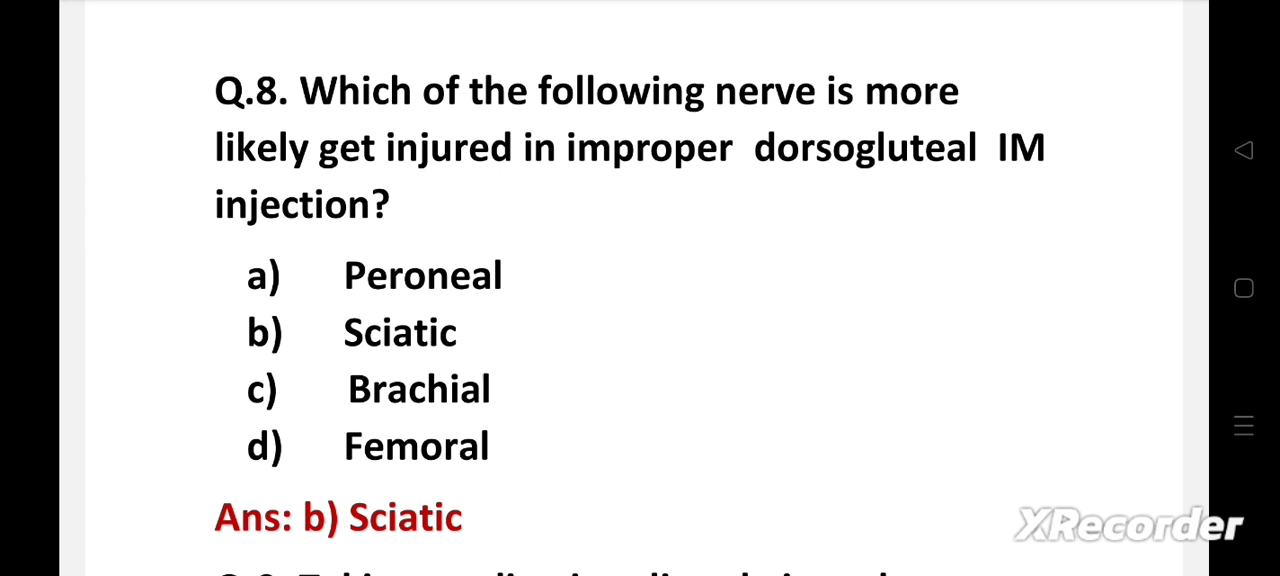 Q.8. Which of the following nerve is more
likely get injured in improper dorsogluteal IM
injection?
a) Peroneal
b) Sciatic
c) Brachial
d) Femoral
Ans: b) Sciatic
XRecorder